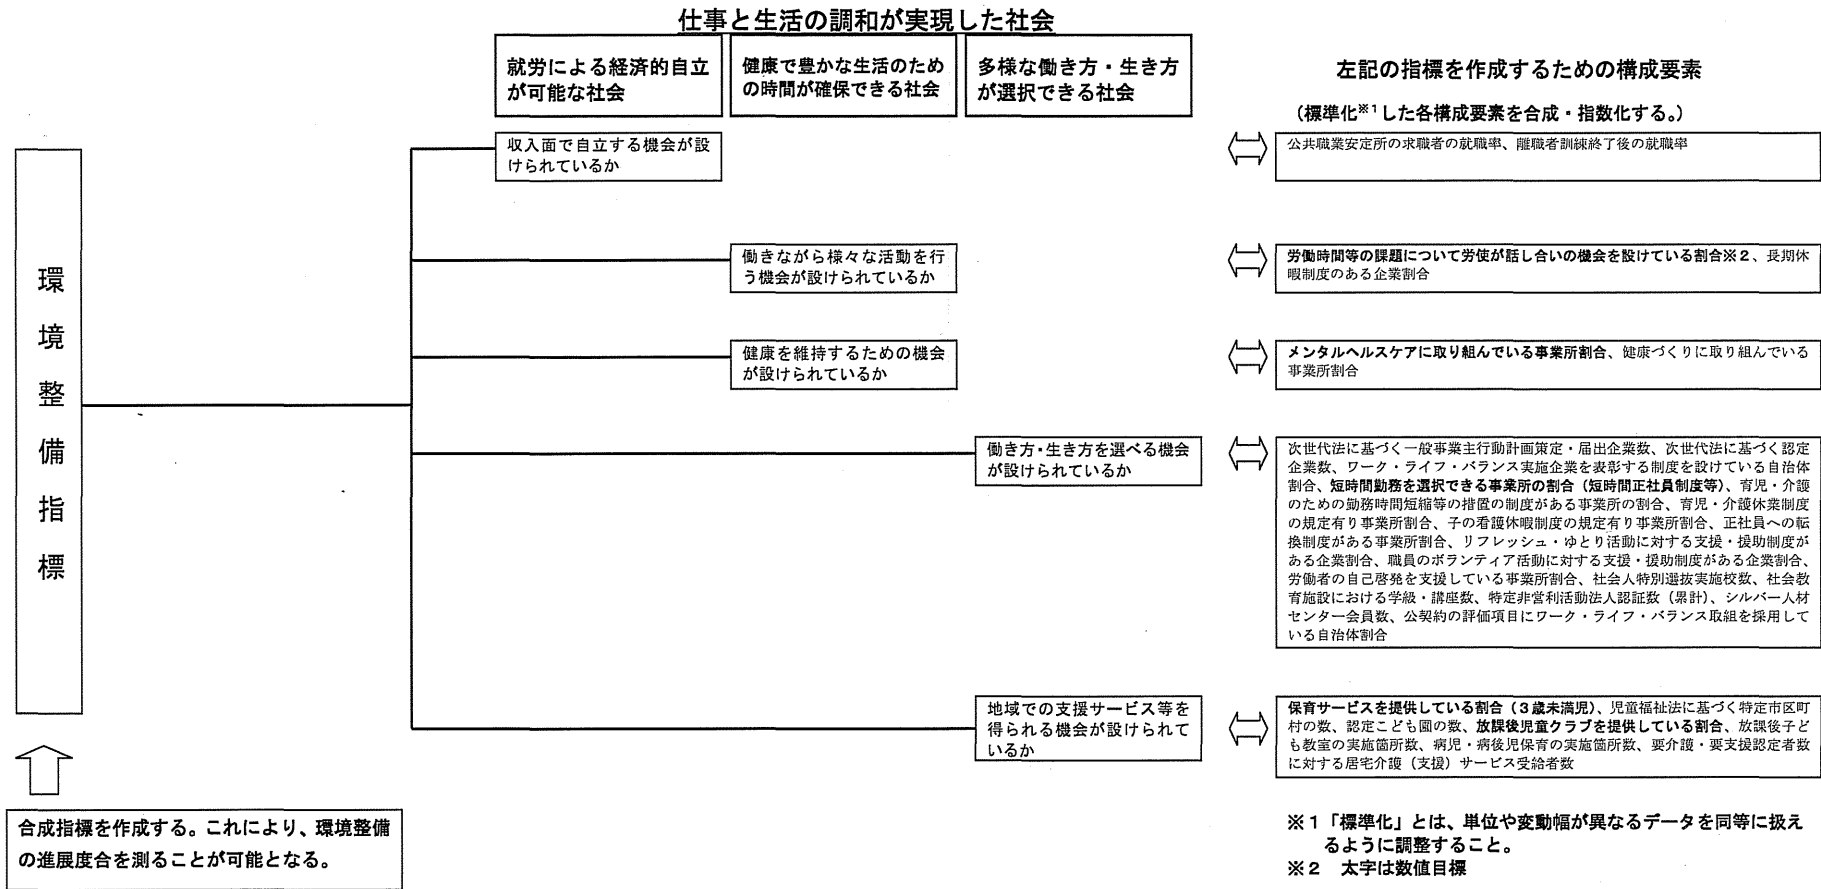 仕事と生活の調和が実現した社会
就労による経済的自立
が可能な社会
健康で豊かな生活のため
の時間が確保できる社会
多様な働き方・生き方
が選択できる社会
左記の指標を作成するための構成要素
(標準化※1した各構成要素を合成・指数化する。)
環境整備指標
収入面で自立する機会が設
けられているか
公共職業安定所の求職者の就職率、離職者訓練終了後の就職率
働きながら様々な活動を行
う機会が設けられているか
労働時間等の課題について労使が話し合いの機会を設けている割合※2、長期休
暇制度のある企業割合
健康を維持するための機会
が設けられているか
メンタルヘルスケアに取り組んでいる事業所割合、健康づくりに取り組んでいる
事業所割合
働き方・生き方を選べる機会
が設けられているか
次世代法に基づく一般事業主行動計画策定・届出企業数、次世代法に基づく認定
企業数、ワーク・ライフ・バランス実施企業を表彰する制度を設けている自治体
割合、短時間勤務を選択できる事業所の割合(短時間正社員制度等)、育児・介護
のための勤務時間短縮等の措置の制度がある事業所の割合、育児・介護休業制度
の規定有り事業所割合、子の看護休暇制度の規定有り事業所割合、正社員への転
換制度がある事業所割合、リフレッシュ・ゆとり活動に対する支援・援助制度が
ある企業割合、職員のボランティア活動に対する支援・援助制度がある企業割合、
労働者の自己啓発を支援している事業所割合、社会人特別選抜実施校数、社会教
育施設における学級・講座数、特定非営利活動法人認証数(累計)、シルバー人材
センター会員数、公契約の評価項目にワーク・ライフ・バランス取組を採用して
いる自治体割合
地域での支援サービス等を
得られる機会が設けられて
いるか
保育サービスを提供している割合(3歳未満児)、児童福祉法に基づく特定市区町
村の数、認定こども園の数、放課後児童クラブを提供している割合、放課後子ど
も教室の実施箇所数、病児・病後児保育の実施箇所数、要介護・要支援認定者数
に対する居宅介護(支援)サービス受給者数
合成指標を作成する。これにより、環境整備
の進展度合を測ることが可能となる。
※1「標準化」とは、単位や変動幅が異なるデータを同等に扱え
るように調整すること。
※2 太字は数値目標